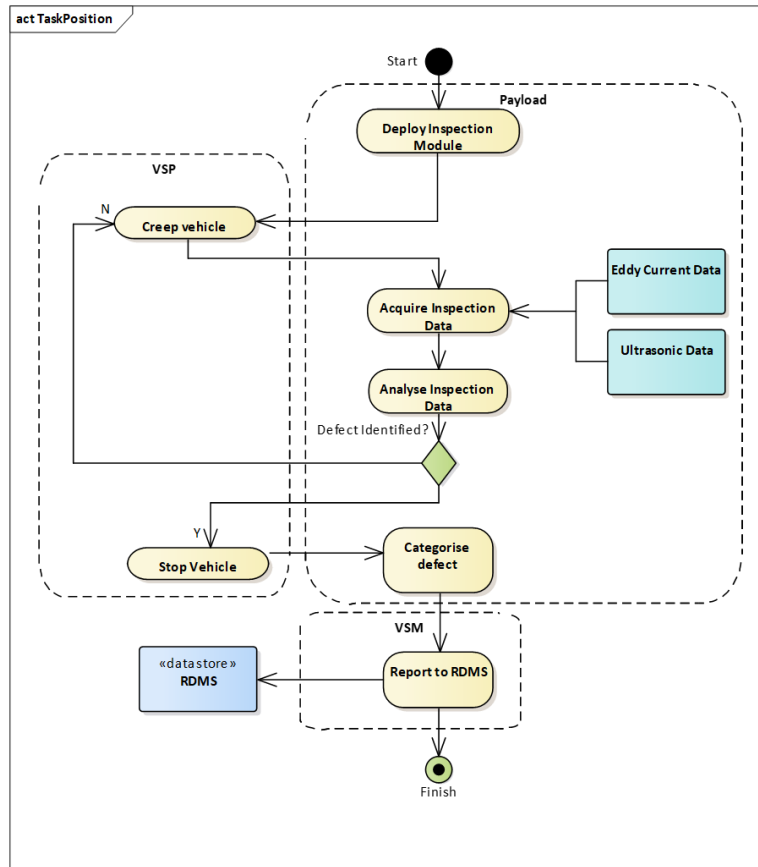 act TaskPosition
Start
Payload
Deploy Inspection
Module
VSP
N
Creep vehicle
Eddy Current Data
Acquire Inspection
Data
Ultrasonic Data
Analyse Inspection
Data
Defect Identified?
Y
Categorise
defect
Stop Vehicle
VSM
«datastore»
RDMS
Report to RDMS
Finish